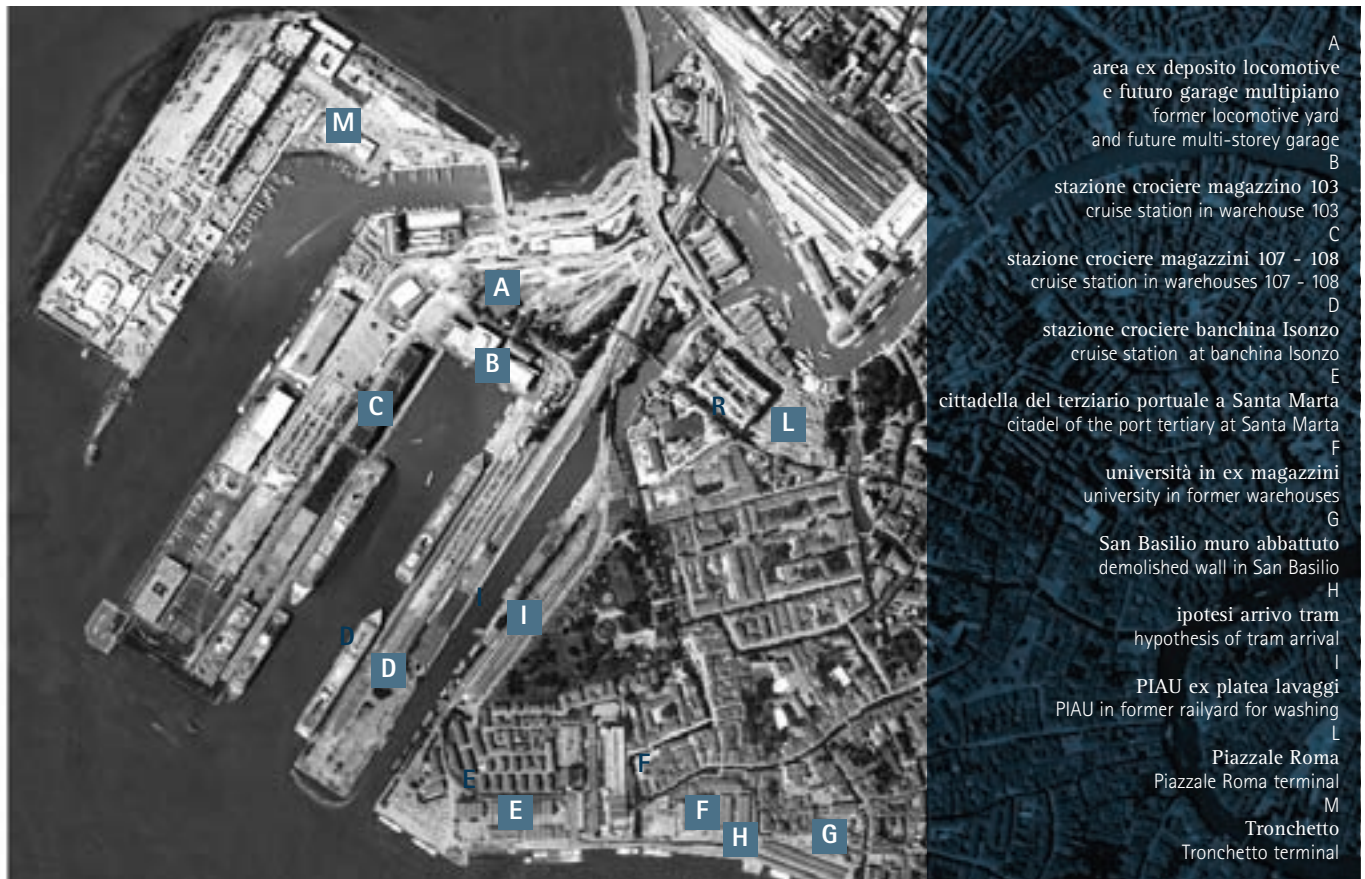 M
A
B
C
R
L
I
I
D
D
E
F
E
F
H
G
A
area ex deposito locomotive
e futuro garage multipiano
former locomotive yard
and future multi-storey garage
B
stazione crociere magazzino 103
cruise station in warehouse 103
C
stazione crociere magazzini 107 - 108
cruise station in warehouses 107 - 108
D
stazione crociere banchina Isonzo
cruise station at banchina Isonzo
E
cittadella del terziario portuale a Santa Marta
citadel of the port tertiary at Santa Marta
F
università in ex magazzini
university in former warehouses
G
San Basilio muro abbattuto
demolished wall in San Basilio
H
ipotesi arrivo tram
hypothesis of tram arrival
I
PIAU ex platea lavaggi
PIAU in former railyard for washing
L
Piazzale Roma
Piazzale Roma terminal
M
Tronchetto
Tronchetto terminal